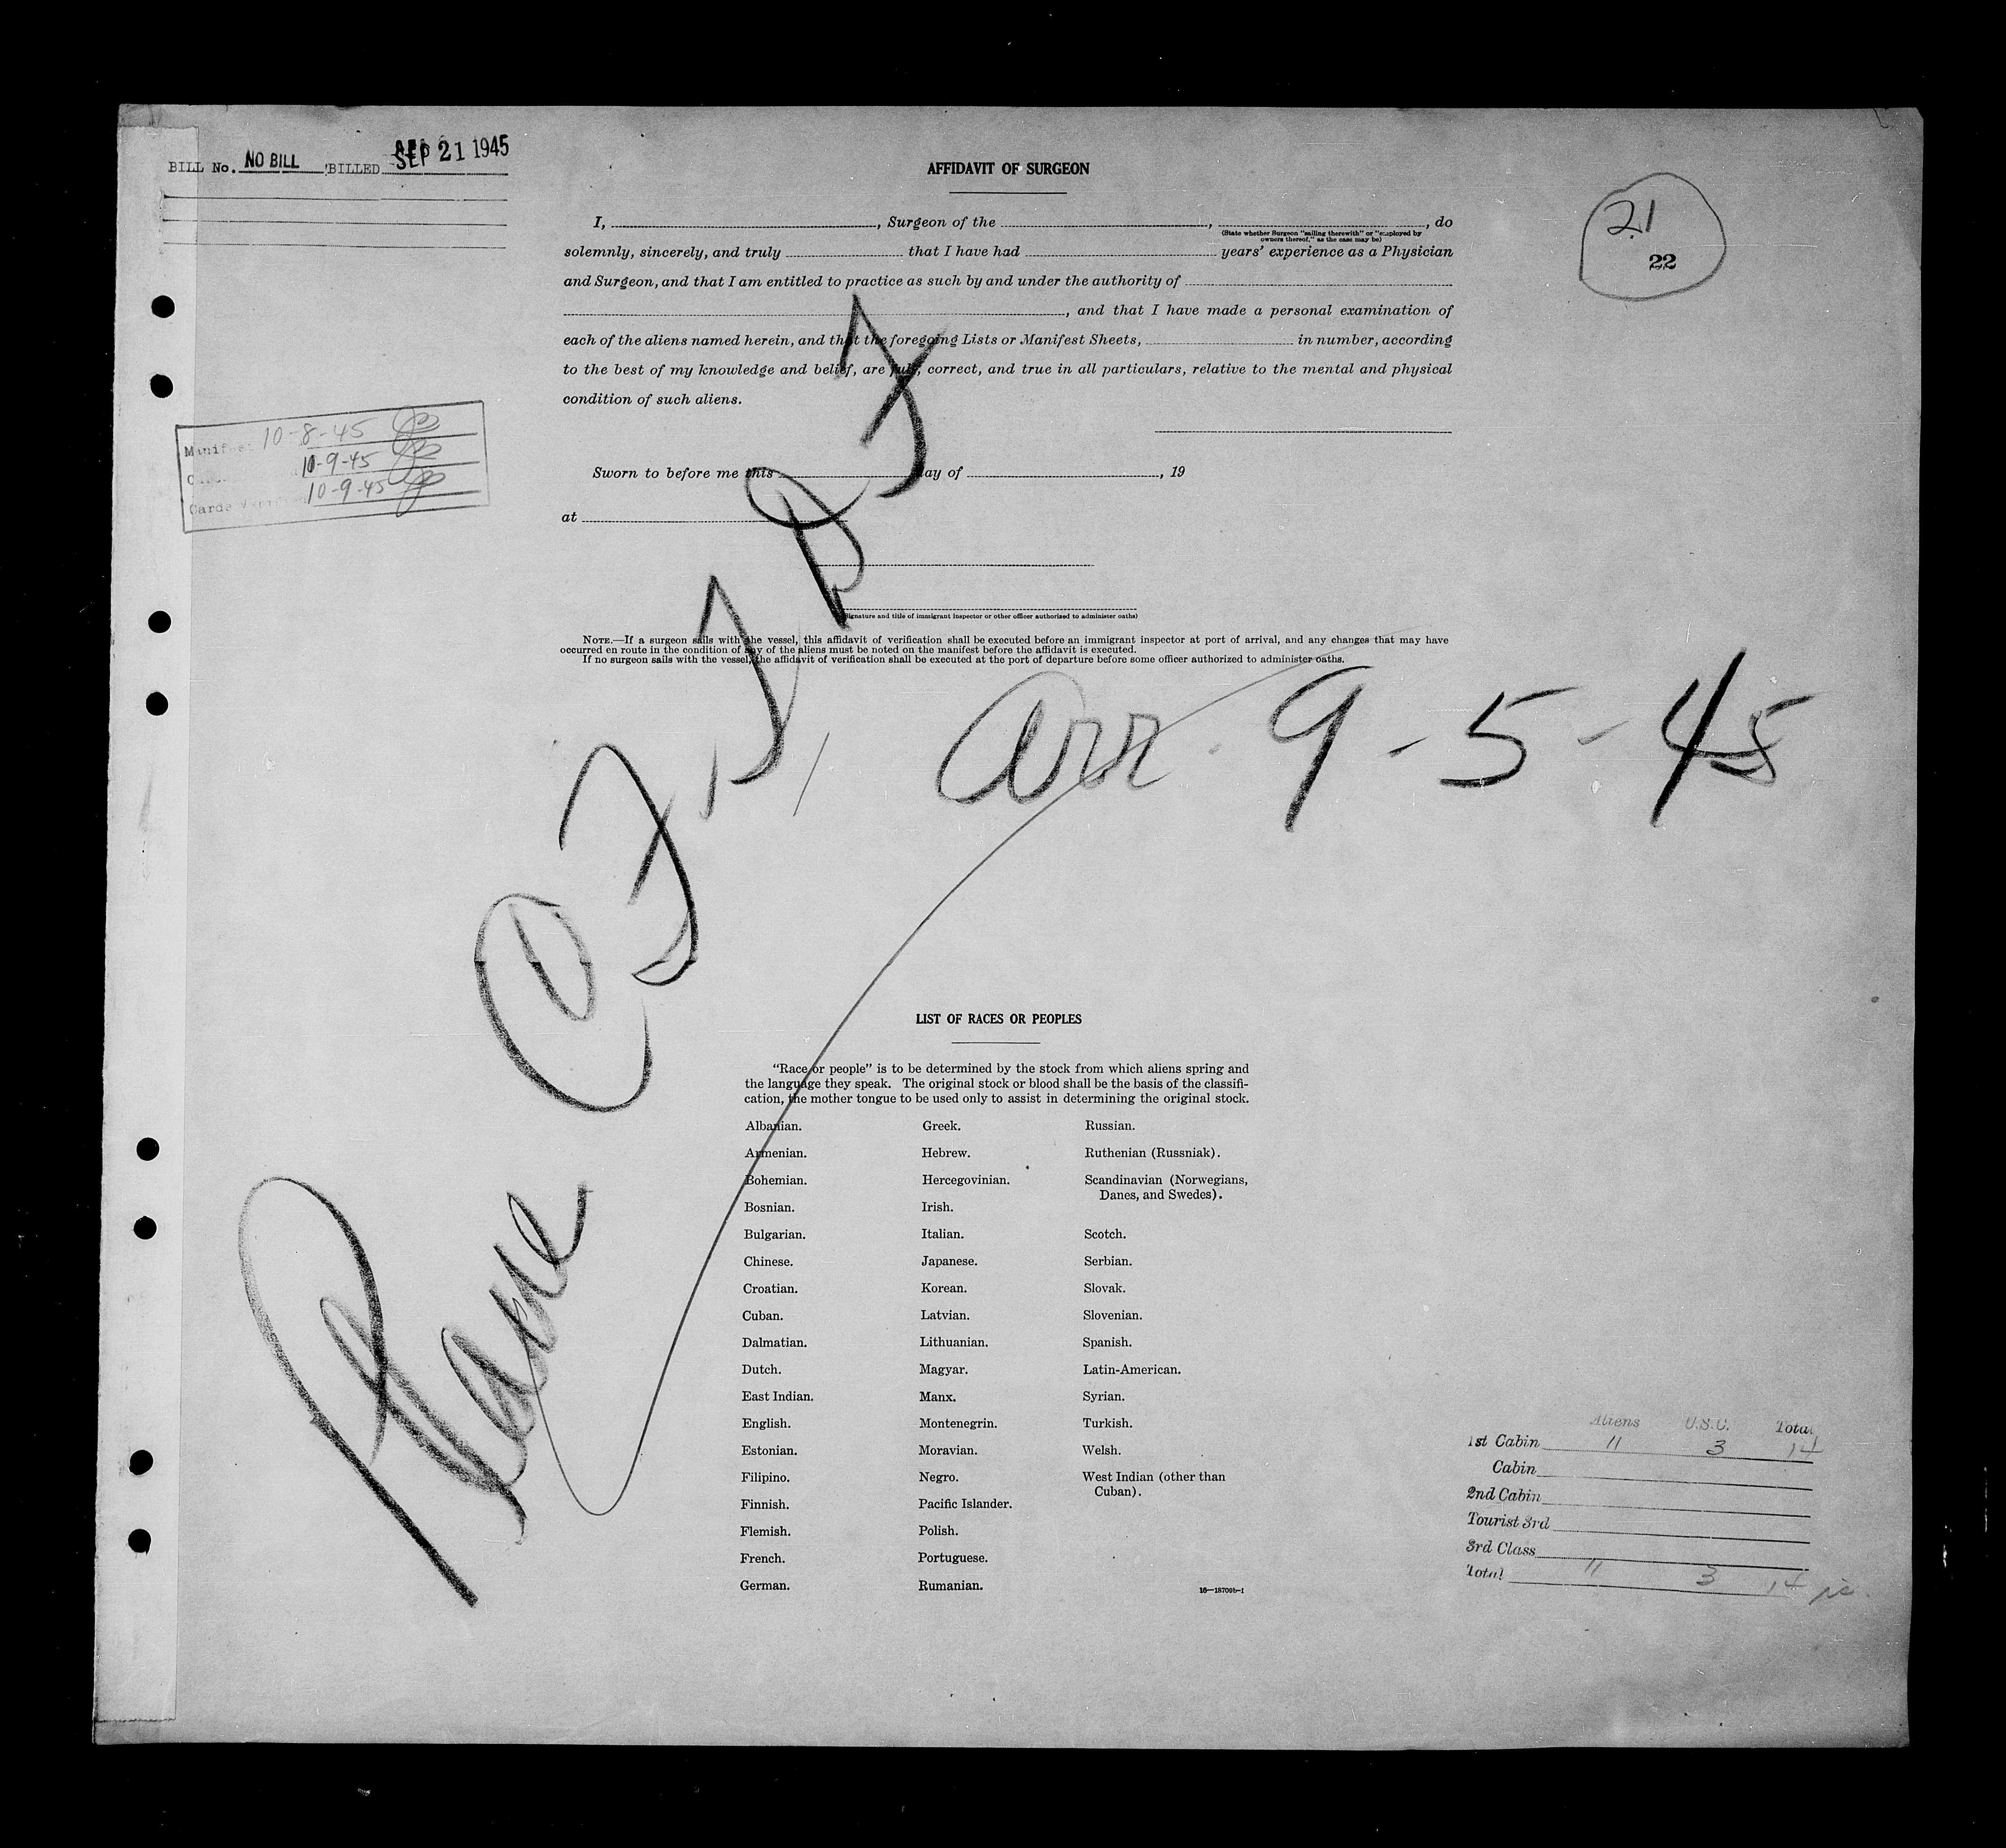 BILL No. NO BILL BILLED SEP 21 1945
AFFIDAVIT OF SURGEON
21
22
I, , Surgeon of the , , do
(State whether Surgeon "sailing therewith" or "employed by
owners thereof," as the case may be)
solemnly, sincerely, and truly that I have had years' experience as a Physician
and Surgeon, and that I am entitled to practice as such by and under the authority of
, and that I have made a personal examination of
each of the aliens named herein, and that the foregoing Lists or Manifest Sheets, in number, according
to the best of my knowledge and belief, are full, correct, and true in all particulars, relative to the mental and physical
condition of such aliens.
Manifest 10-8-45
10-9-45
Cards 10-9-45
Sworn to before me this day of , 19
at
(Signature and title of immigrant inspector or other officer authorized to administer oaths)
NOTE.—If a surgeon sails with the vessel, this affidavit of verification shall be executed before an immigrant inspector at port of arrival, and any changes that may have
occurred en route in the condition of any of the aliens must be noted on the manifest before the affidavit is executed.
If no surgeon sails with the vessel, the affidavit of verification shall be executed at the port of departure before some officer authorized to administer oaths.
Plane
arr. 9-5-45
LIST OF RACES OR PEOPLES
"Race or people" is to be determined by the stock from which aliens spring and
the language they speak. The original stock or blood shall be the basis of the classifi-
cation, the mother tongue to be used only to assist in determining the original stock.
Albanian. Greek. Russian.
Armenian. Hebrew. Ruthenian (Russniak).
Bohemian. Hercegovinian. Scandinavian (Norwegians,
Danes, and Swedes).
Bosnian. Irish.
Bulgarian. Italian. Scotch.
Chinese. Japanese. Serbian.
Croatian. Korean. Slovak.
Cuban. Latvian. Slovenian.
Dalmatian. Lithuanian. Spanish.
Dutch. Magyar. Latin-American.
East Indian. Manx. Syrian.
English. Montenegrin. Turkish.
Estonian. Moravian. Welsh.
Filipino. Negro. West Indian (other than
Cuban).
Finnish. Pacific Islander.
Flemish. Polish.
French. Portuguese.
German. Rumanian.
16—18709b-1
Aliens U.S.C. Total
1st Cabin 11 3 14
Cabin
2nd Cabin
Tourist 3rd
3rd Class
Total 11 3 14